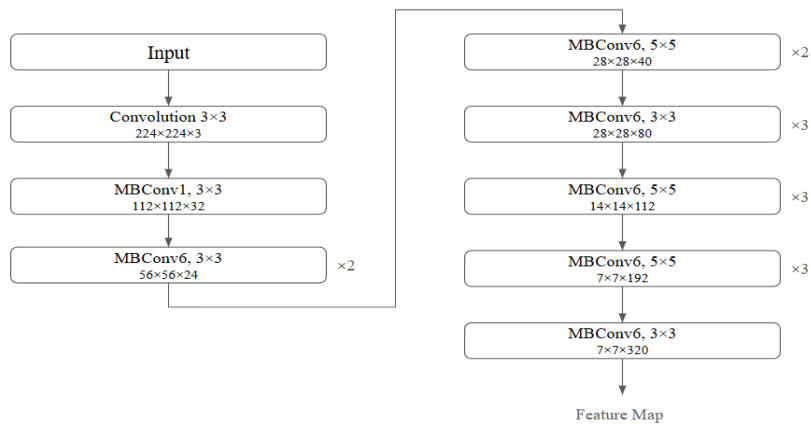 Input
Convolution 3×3
224×224×3
MBConv1, 3×3
112×112×32
MBConv6, 3×3
56×56×24
×2
MBConv6, 5×5
28×28×40
×2
MBConv6, 3×3
28×28×80
×3
MBConv6, 5×5
14×14×112
×3
MBConv6, 5×5
7×7×192
×3
MBConv6, 3×3
7×7×320
Feature Map